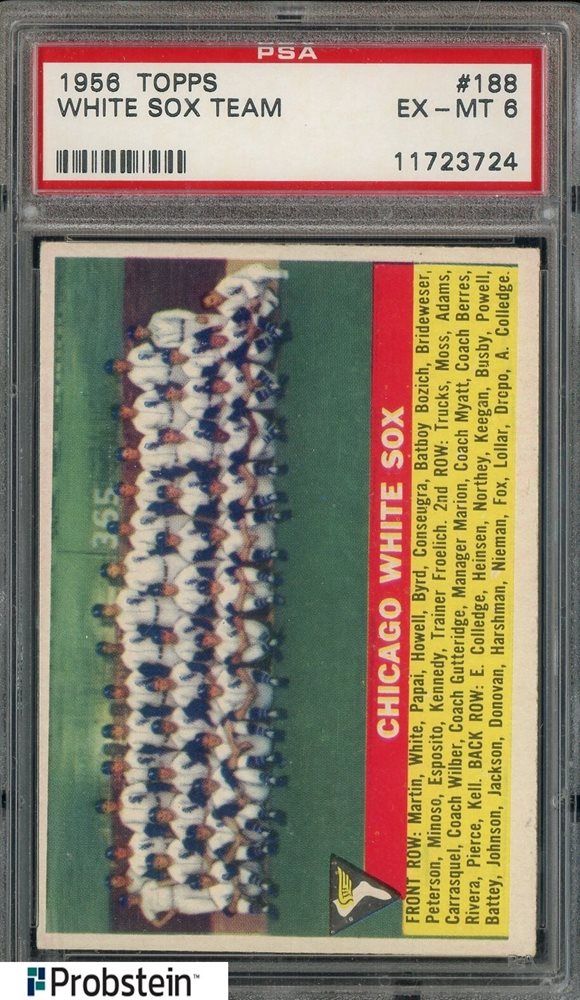 PSA
1956 TOPPS #188
WHITE SOX TEAM EX - MT 6
11723724
365
CHICAGO WHITE SOX
FRONT ROW: Martin, White, Papai, Howell, Byrd, Conseugra, Batboy Bozich, Brideweser,
Peterson, Minoso, Esposito, Kennedy, Trainer Froelich. 2nd ROW: Trucks, Moss, Adams,
Carrasquel, Coach Wilber, Coach Gutteridge, Manager Marion, Coach Myatt, Coach Berres,
Rivera, Pierce, Kell. BACK ROW: E. Colledge, Heinsen, Northey, Keegan, Busby, Powell,
Battey, Johnson, Jackson, Donovan, Harshman, Nieman, Fox, Lollar, Dropo, A. Colledge.
PSA
Probstein™